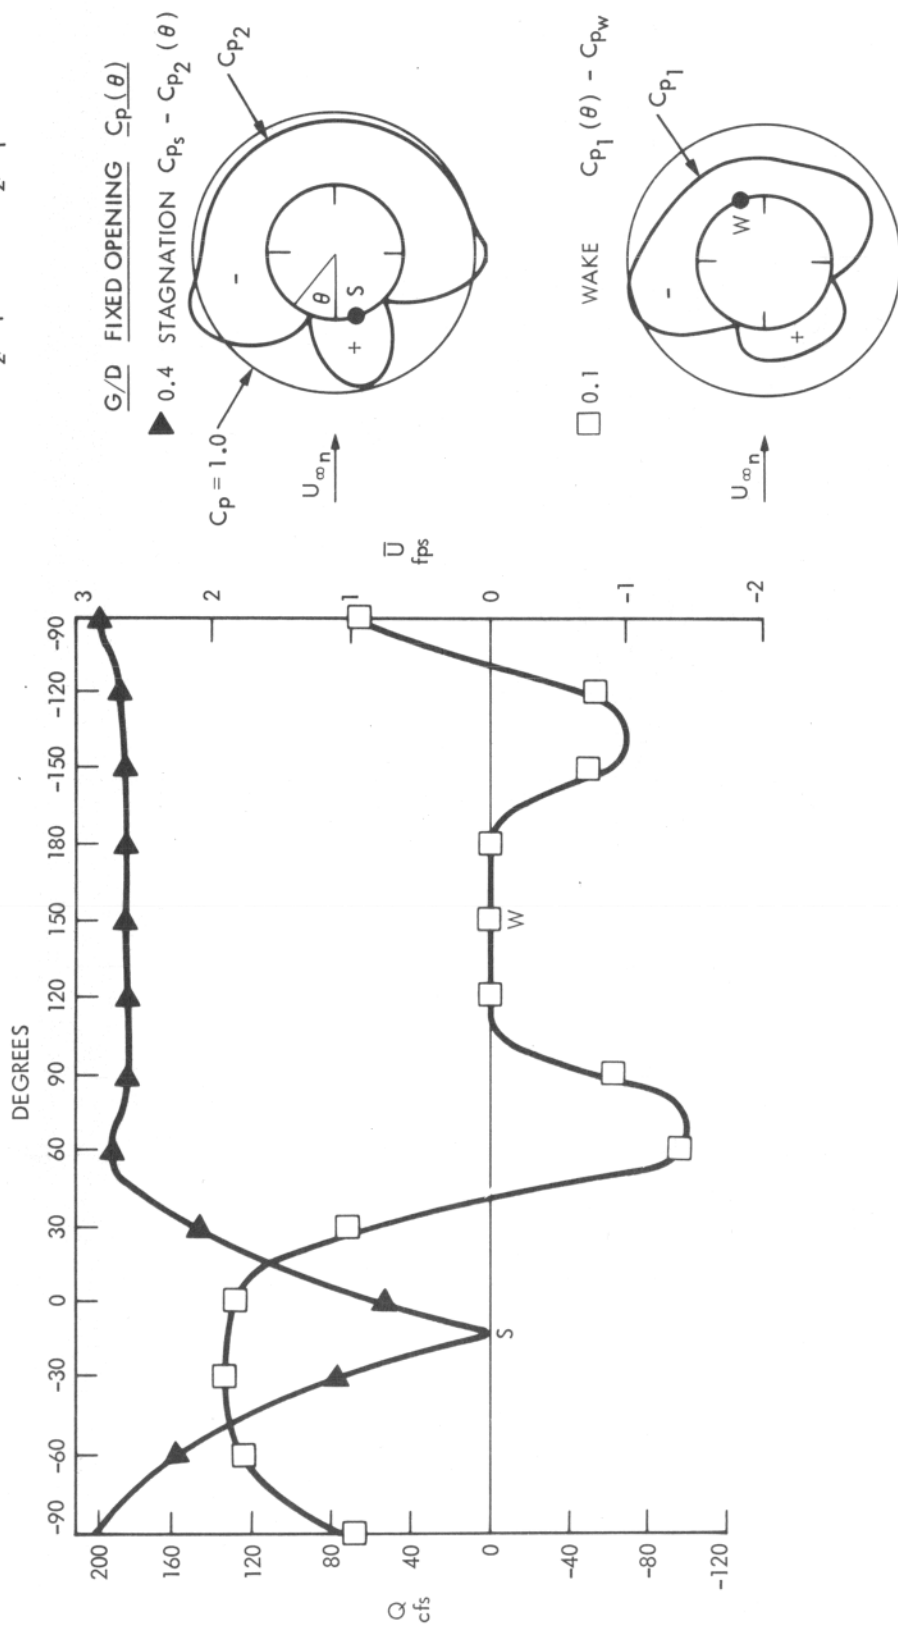 DEGREES
-90 -60 -30 0 30 60 90 120 150 180 -150 -120 -90
200
160
120
80
40
0
-40
-80
-120
Q
cfs
3
2
1
0
-1
-2
U̅
fps
S
W
G/D FIXED OPENING Cp(θ)
▲ 0.4 STAGNATION Cps - Cp2 (θ)
Cp = 1.0
Cp2
U∞n
θ
S
+
-
□ 0.1 WAKE Cp1 (θ) - Cpw
Cp1
U∞n
W
+
-